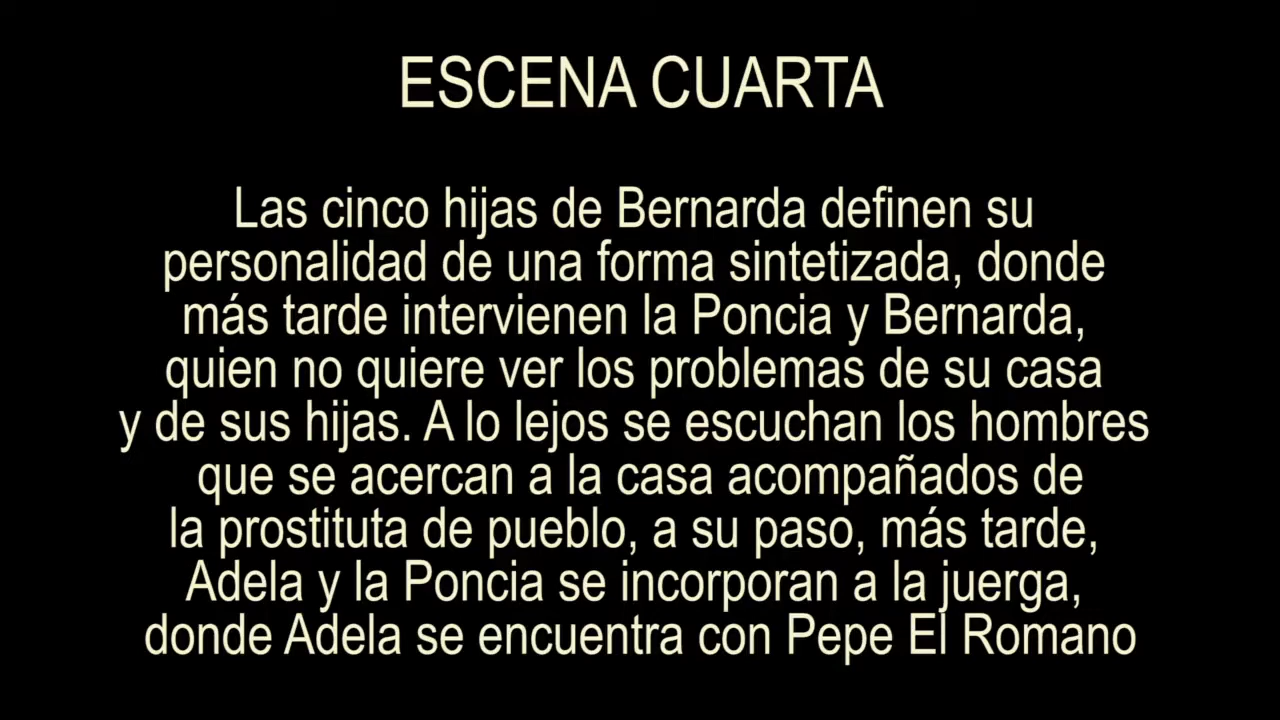 ESCENA CUARTA
Las cinco hijas de Bernarda definen su
personalidad de una forma sintetizada, donde
más tarde intervienen la Poncia y Bernarda,
quien no quiere ver los problemas de su casa
y de sus hijas. A lo lejos se escuchan los hombres
que se acercan a la casa acompañados de
la prostituta de pueblo, a su paso, más tarde,
Adela y la Poncia se incorporan a la juerga,
donde Adela se encuentra con Pepe El Romano